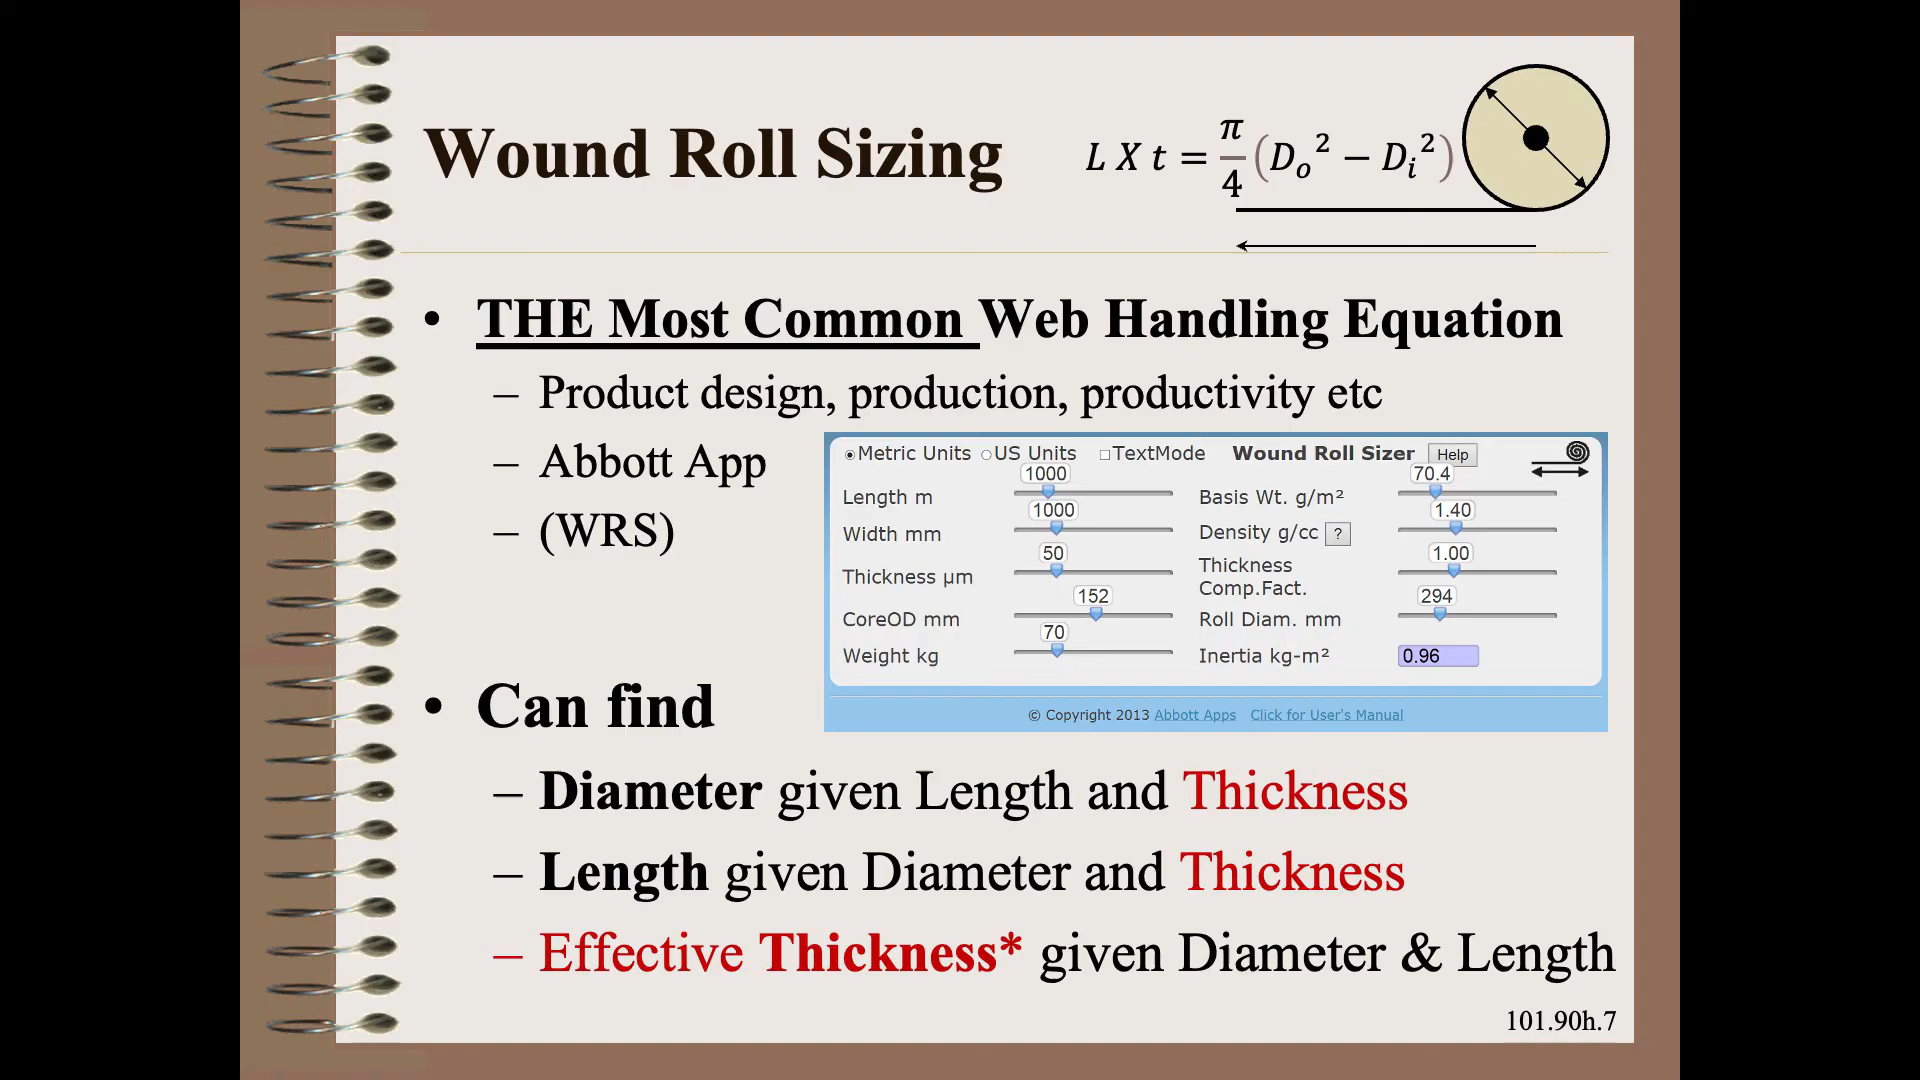 Wound Roll Sizing
L X t = π/4 (Dₒ² − Dᵢ²)
• THE Most Common Web Handling Equation
– Product design, production, productivity etc
– Abbott App
– (WRS)
Metric Units US Units TextMode Wound Roll Sizer Help
Length m 1000 Basis Wt. g/m² 70.4
Width mm 1000 Density g/cc ? 1.40
Thickness µm 50 Thickness Comp.Fact. 1.00
CoreOD mm 152 Roll Diam. mm 294
Weight kg 70 Inertia kg-m² 0.96
© Copyright 2013 Abbott Apps Click for User's Manual
• Can find
– Diameter given Length and Thickness
– Length given Diameter and Thickness
– Effective Thickness* given Diameter & Length
101.90h.7